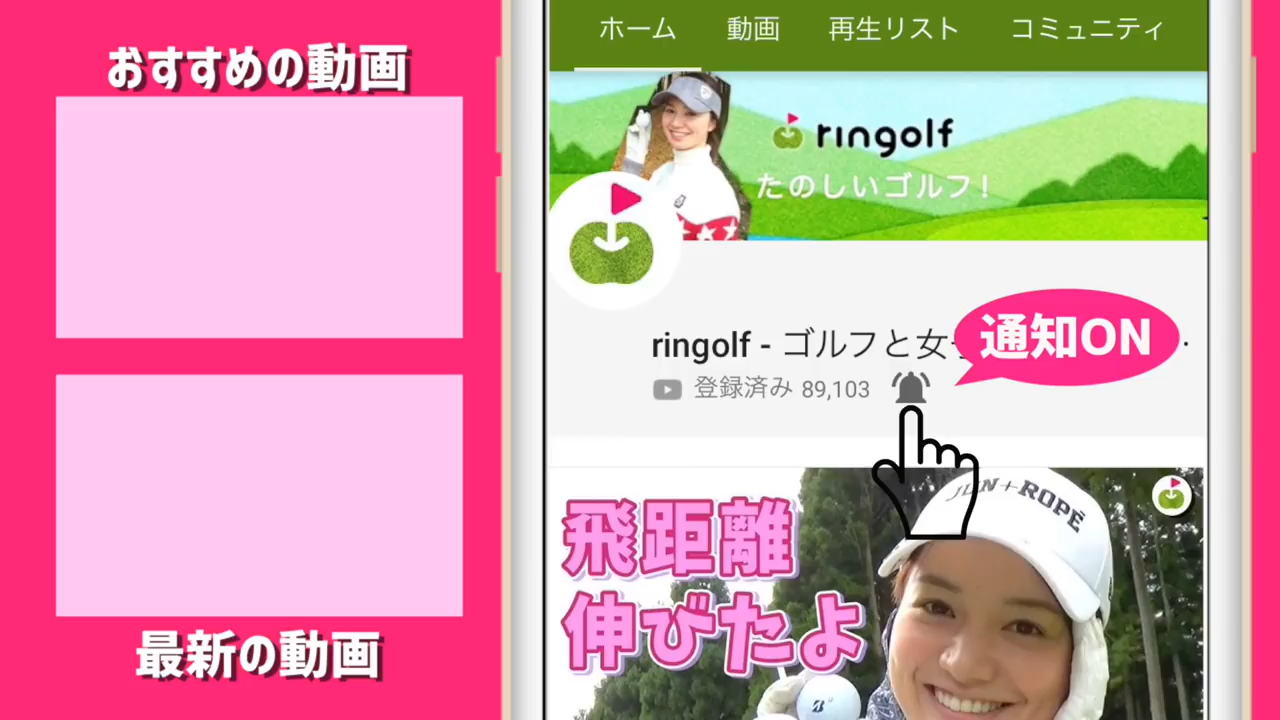 おすすめの動画
最新の動画
ホーム 動画 再生リスト コミュニティ
ringolf
たのしいゴルフ！
ringolf - ゴルフと女
通知ON
登録済み 89,103
飛距離
伸びたよ
JUN+ROPÉ
B